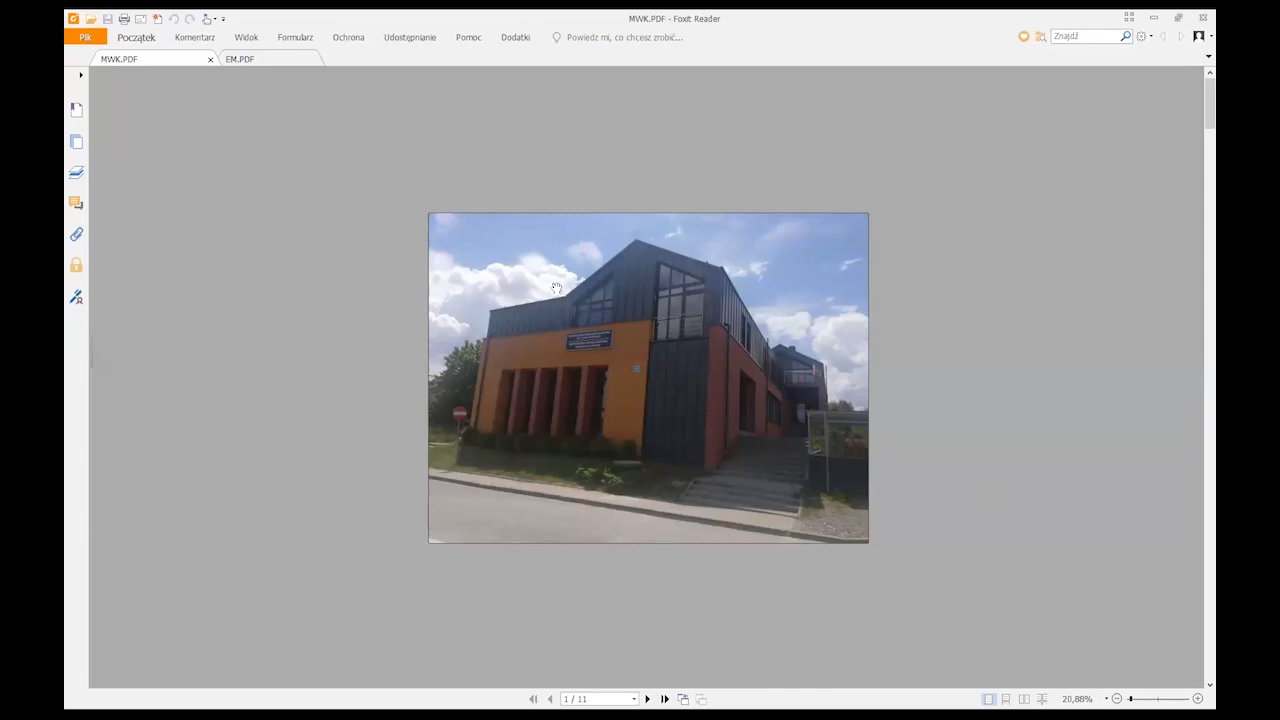 MWK.PDF - Foxit Reader
Plik Początek Komentarz Widok Formularz Ochrona Udostępnianie Pomoc Dodatki Powiedz mi, co chcesz zrobić... Znajdź
MWK.PDF EM.PDF
1 / 11 20,88%